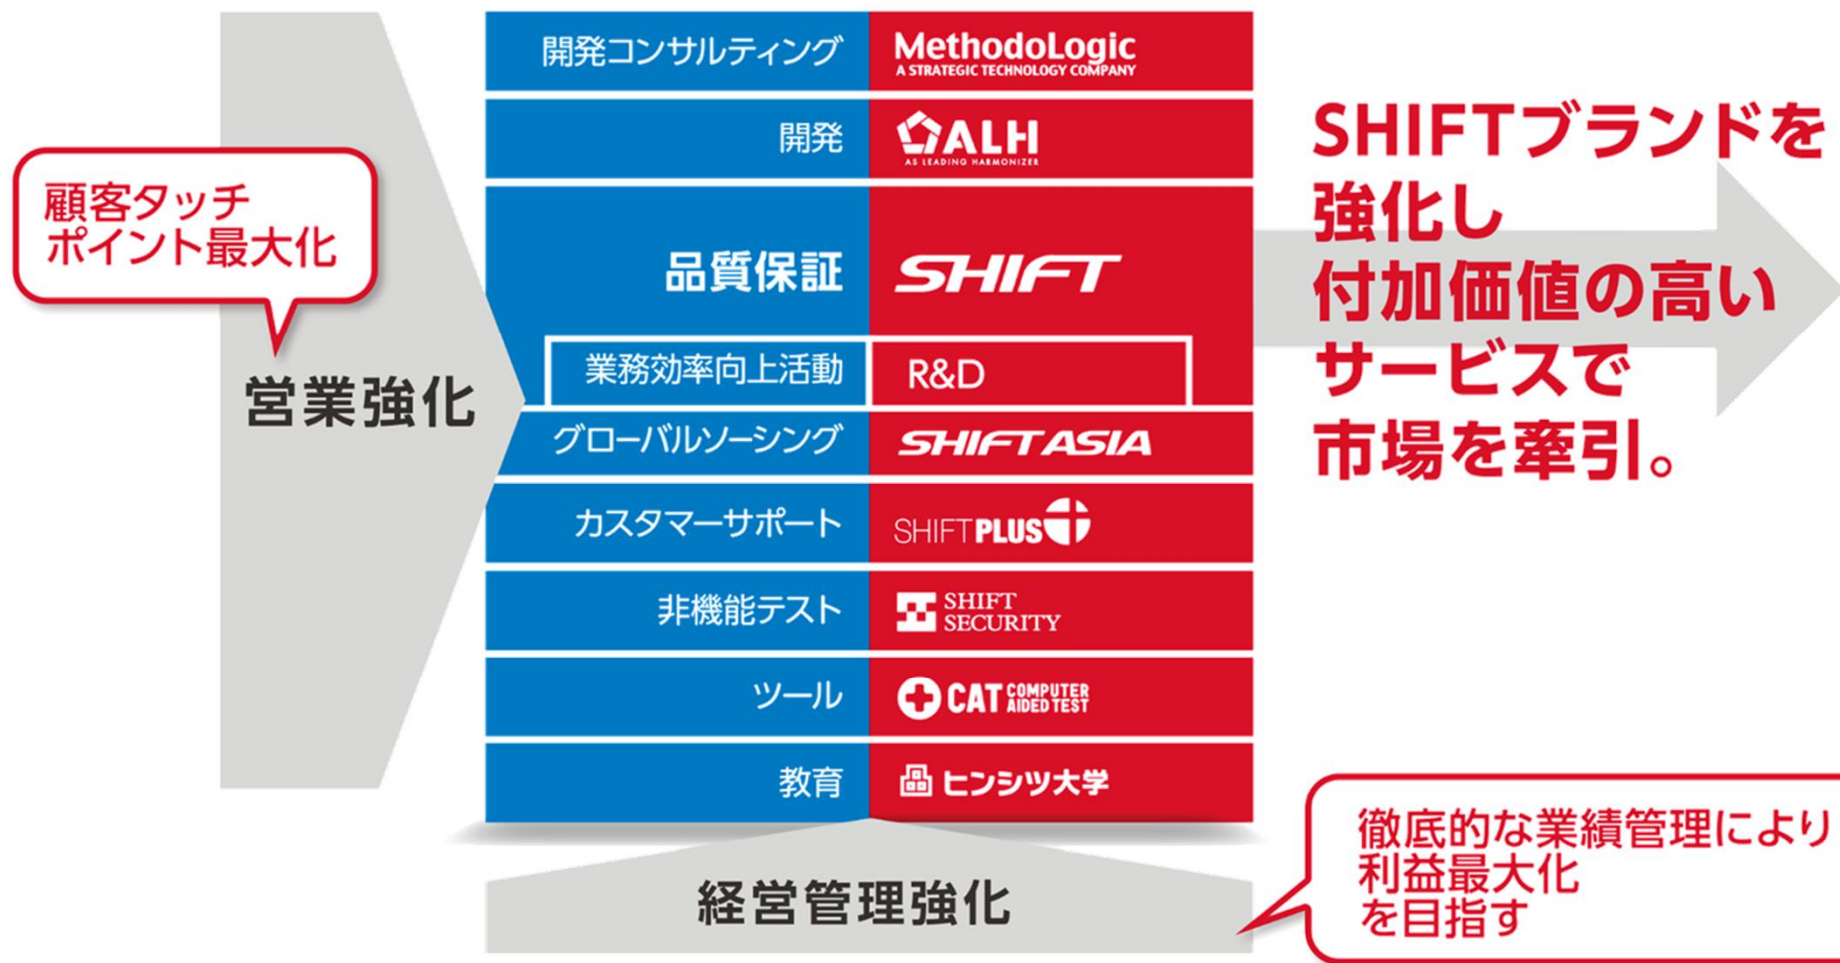 開発コンサルティング
MethodoLogic
A STRATEGIC TECHNOLOGY COMPANY
開発
ALH
AS LEADING HARMONIZER
品質保証
SHIFT
業務効率向上活動
R&D
グローバルソーシング
SHIFT ASIA
カスタマーサポート
SHIFT PLUS
非機能テスト
SHIFT
SECURITY
ツール
CAT COMPUTER
AIDED TEST
教育
ヒンシツ大学
顧客タッチ
ポイント最大化
営業強化
SHIFTブランドを
強化し
付加価値の高い
サービスで
市場を牽引。
経営管理強化
徹底的な業績管理により
利益最大化
を目指す